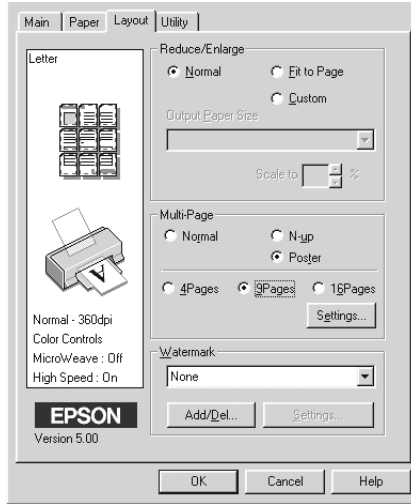 Main Paper Layout Utility
Letter
Normal - 360dpi
Color Controls
MicroWeave : Off
High Speed : On
EPSON
Version 5.00
Reduce/Enlarge
Normal Fit to Page
Custom
Output Paper Size
Scale to %
Multi-Page
Normal N-up
Poster
4Pages 9Pages 16Pages
Settings...
Watermark
None
Add/Del... Settings...
OK Cancel Help